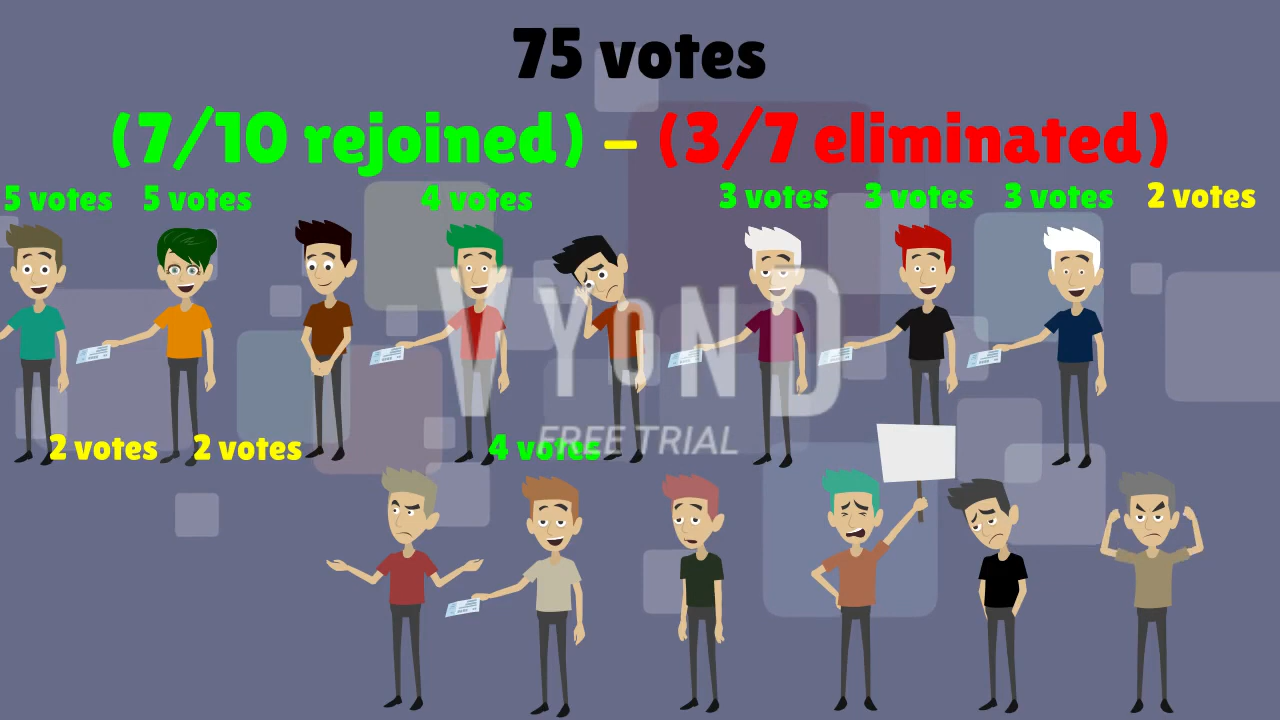 75 votes
(7/10 rejoined) – (3/7 eliminated)
5 votes 5 votes 4 votes 3 votes 3 votes 3 votes 2 votes
VYOND
FREE TRIAL
2 votes 2 votes 4 votes